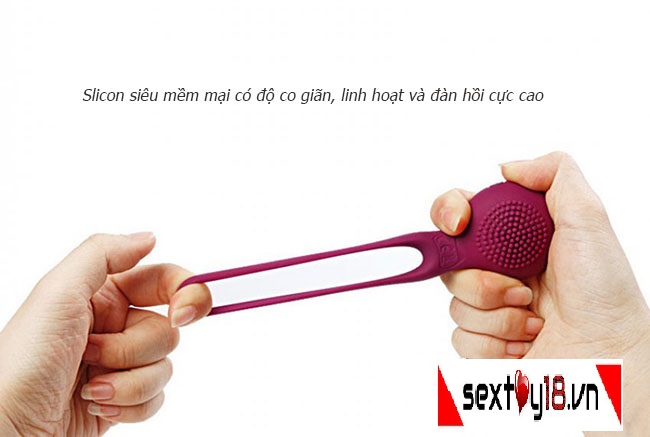 Slicon siêu mềm mại có độ co giãn, linh hoạt và đàn hồi cực cao
sextoy18.vn